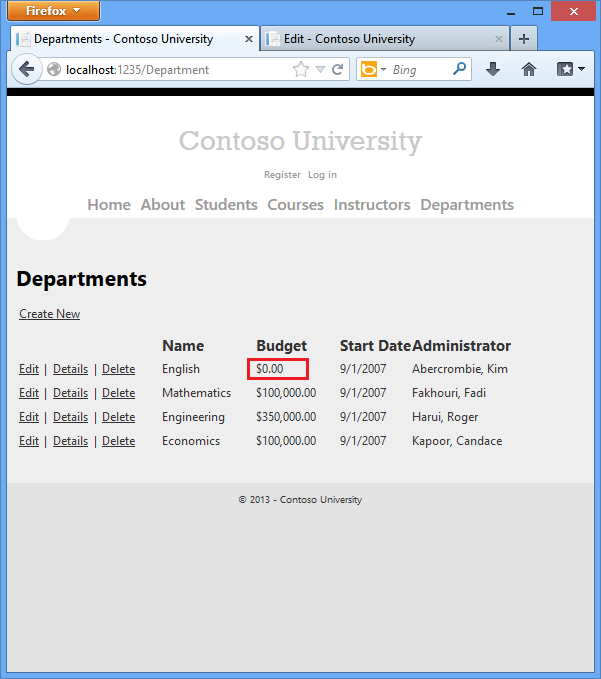 Firefox
Departments - Contoso University × Edit - Contoso University × +
localhost:1235/Department Bing
Contoso University
Register Log in
Home About Students Courses Instructors Departments
Departments
Create New
Name Budget Start Date Administrator
Edit | Details | Delete English $0.00 9/1/2007 Abercrombie, Kim
Edit | Details | Delete Mathematics $100,000.00 9/1/2007 Fakhouri, Fadi
Edit | Details | Delete Engineering $350,000.00 9/1/2007 Harui, Roger
Edit | Details | Delete Economics $100,000.00 9/1/2007 Kapoor, Candace
© 2013 - Contoso University